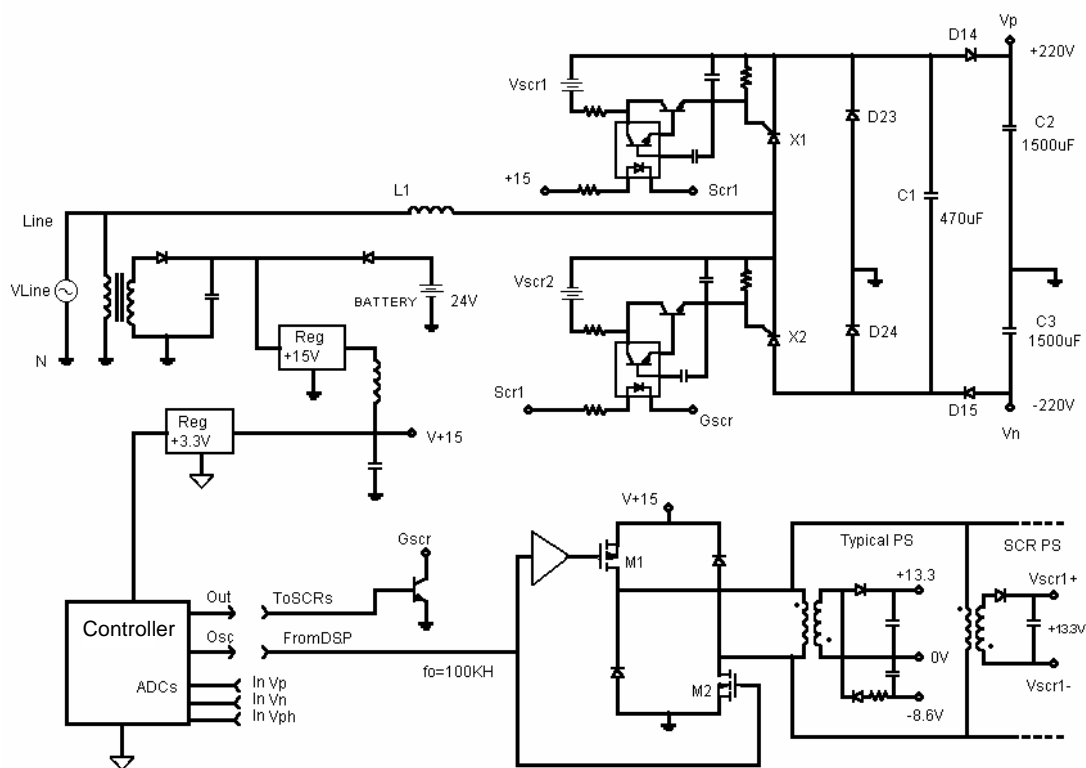 Vp
D14
+220V
Vscr1
D23
C2
1500uF
X1
+15
Scr1
C1
470uF
L1
Line
VLine
BATTERY
24V
Vscr2
D24
C3
1500uF
X2
N
Reg
+15V
Scr1
Gscr
D15
-220V
Vn
Reg
+3.3V
V+15
V+15
Gscr
M1
Typical PS
SCR PS
+13.3
Vscr1+
+13.3V
Out
ToSCRs
Controller
Osc
FromDSP
fo=100KH
0V
Vscr1-
M2
ADCs
In Vp
In Vn
In Vph
-8.6V